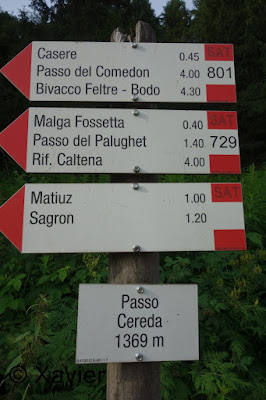 Casere 0.45 SAT
Passo del Comedon 4.00 801
Bivacco Feltre - Bodo 4.30
Malga Fossetta 0.40 SAT
Passo del Palughet 1.40 729
Rif. Caltena 4.00
Matiuz 1.00 SAT
Sagron 1.20
Passo
Cereda
1369 m
© Xavier